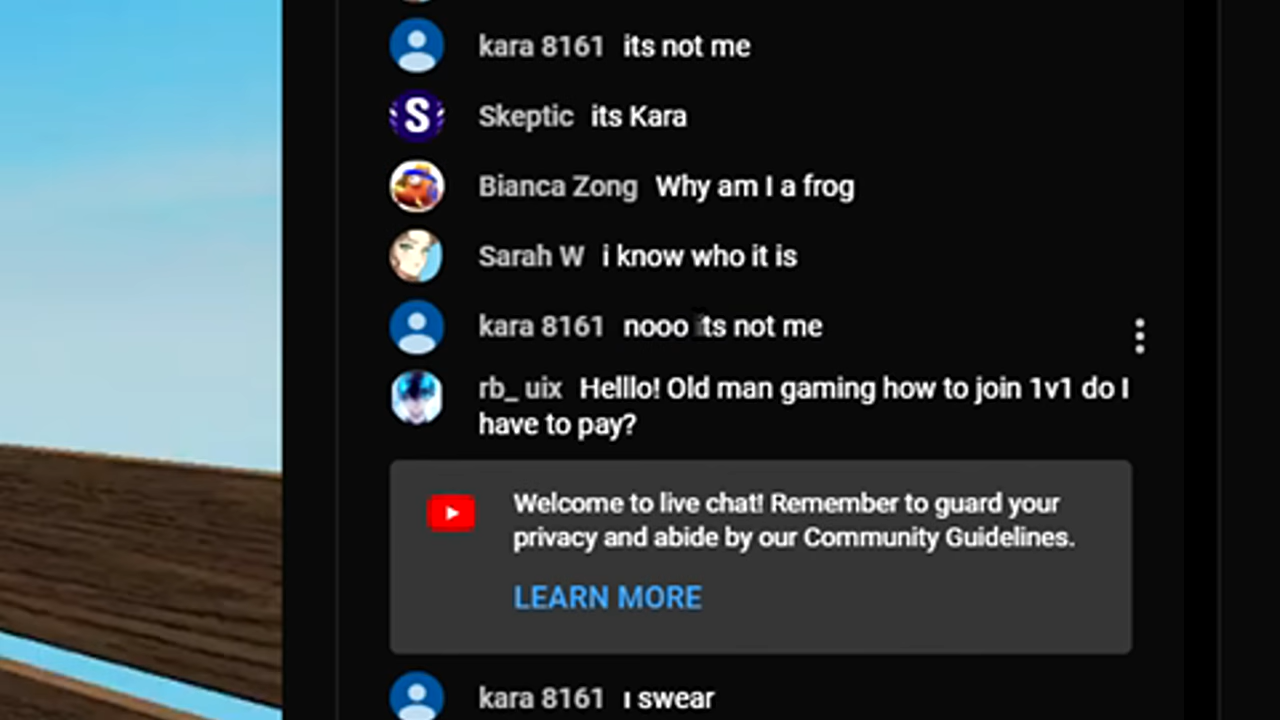 kara 8161 its not me
S
Skeptic its Kara
Bianca Zong Why am I a frog
Sarah W i know who it is
kara 8161 nooo its not me
rb_ uix Helllo! Old man gaming how to join 1v1 do I
have to pay?
Welcome to live chat! Remember to guard your
privacy and abide by our Community Guidelines.
LEARN MORE
kara 8161 ı swear